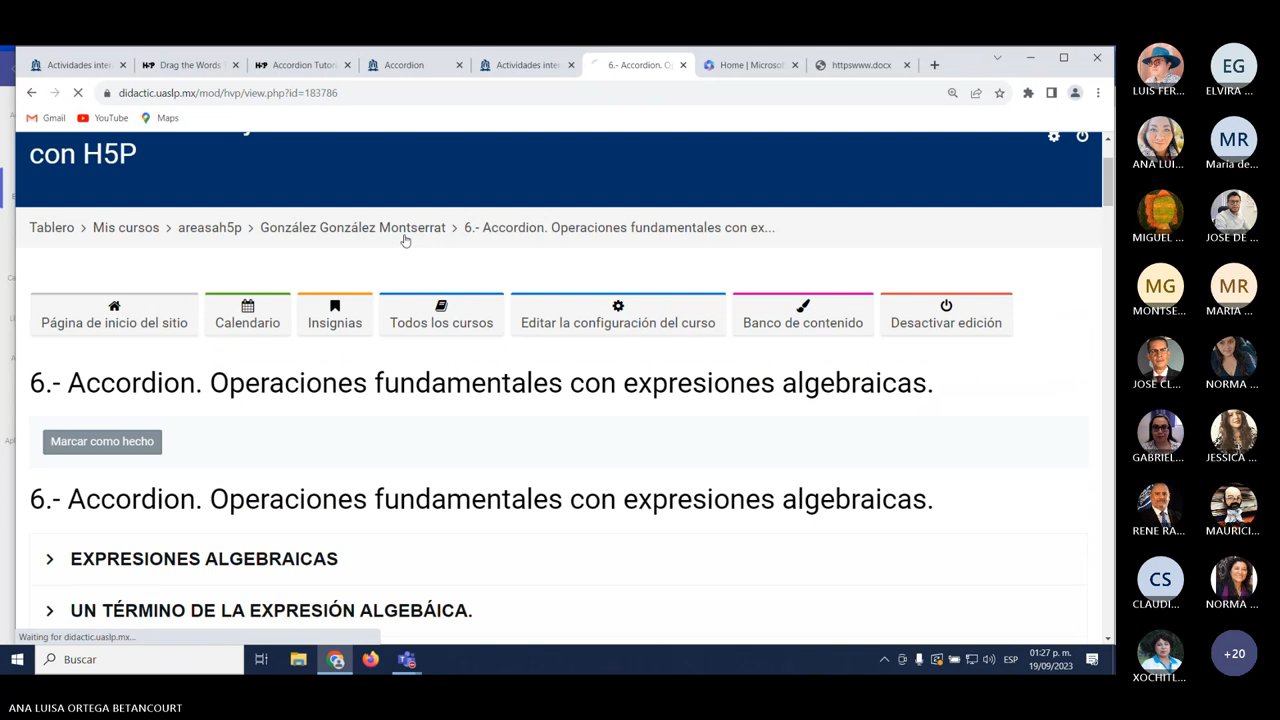 Actividades inter
H-P Drag the Words
H-P Accordion Tutori
Accordion
Actividades inter
6.- Accordion. O
Home | Microsof
httpswww.docx
didactic.uaslp.mx/mod/hvp/view.php?id=183786
Gmail
YouTube
Maps
con H5P
Tablero > Mis cursos > areasah5p > González González Montserrat > 6.- Accordion. Operaciones fundamentales con ex...
Página de inicio del sitio
Calendario
Insignias
Todos los cursos
Editar la configuración del curso
Banco de contenido
Desactivar edición
6.- Accordion. Operaciones fundamentales con expresiones algebraicas.
Marcar como hecho
6.- Accordion. Operaciones fundamentales con expresiones algebraicas.
EXPRESIONES ALGEBRAICAS
UN TÉRMINO DE LA EXPRESIÓN ALGEBÁICA.
Waiting for didactic.uaslp.mx...
Buscar
ESP
01:27 p. m.
19/09/2023
LUIS FER...
EG
ELVIRA ...
ANA LUI...
MR
Maria de...
MIGUEL ...
JOSE DE ...
MG
MONTSE...
MR
MARIA ...
JOSE CL...
NORMA ...
GABRIEL...
JESSICA ...
RENE RA...
MAURICI...
CS
CLAUDI...
NORMA ...
XOCHITL...
+20
ANA LUISA ORTEGA BETANCOURT